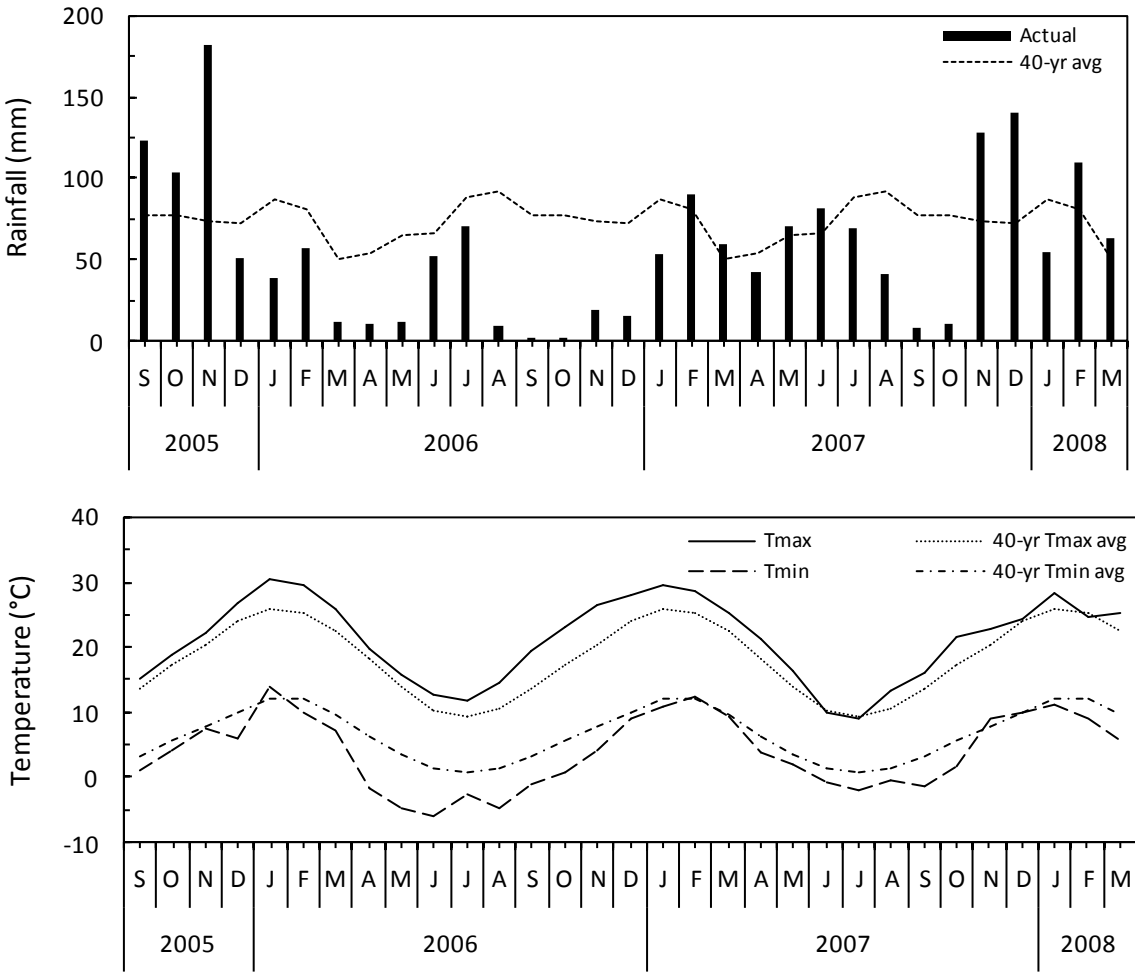 Rainfall (mm)
200
150
100
50
0
Actual
40-yr avg
S O N D J F M A M J J A S O N D J F M A M J J A S O N D J F M
2005 2006 2007 2008
Temperature (°C)
40
30
20
10
0
-10
Tmax 40-yr Tmax avg
Tmin 40-yr Tmin avg
S O N D J F M A M J J A S O N D J F M A M J J A S O N D J F M
2005 2006 2007 2008